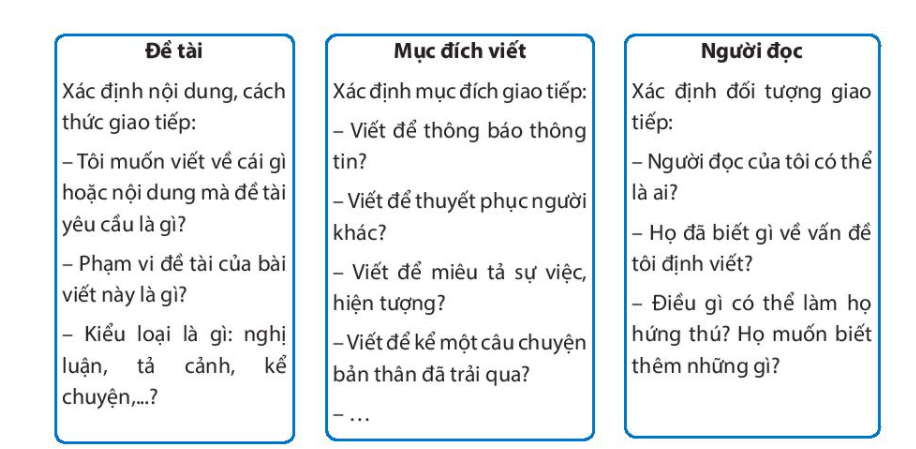 Đề tài
Xác định nội dung, cách
thức giao tiếp:
– Tôi muốn viết về cái gì
hoặc nội dung mà đề tài
yêu cầu là gì?
– Phạm vi đề tài của bài
viết này là gì?
– Kiểu loại là gì: nghị
luận, tả cảnh, kể
chuyện,...?
Mục đích viết
Xác định mục đích giao tiếp:
– Viết để thông báo thông
tin?
– Viết để thuyết phục người
khác?
– Viết để miêu tả sự việc,
hiện tượng?
– Viết để kể một câu chuyện
bản thân đã trải qua?
– ...
Người đọc
Xác định đối tượng giao
tiếp:
– Người đọc của tôi có thể
là ai?
– Họ đã biết gì về vấn đề
tôi định viết?
– Điều gì có thể làm họ
hứng thú? Họ muốn biết
thêm những gì?